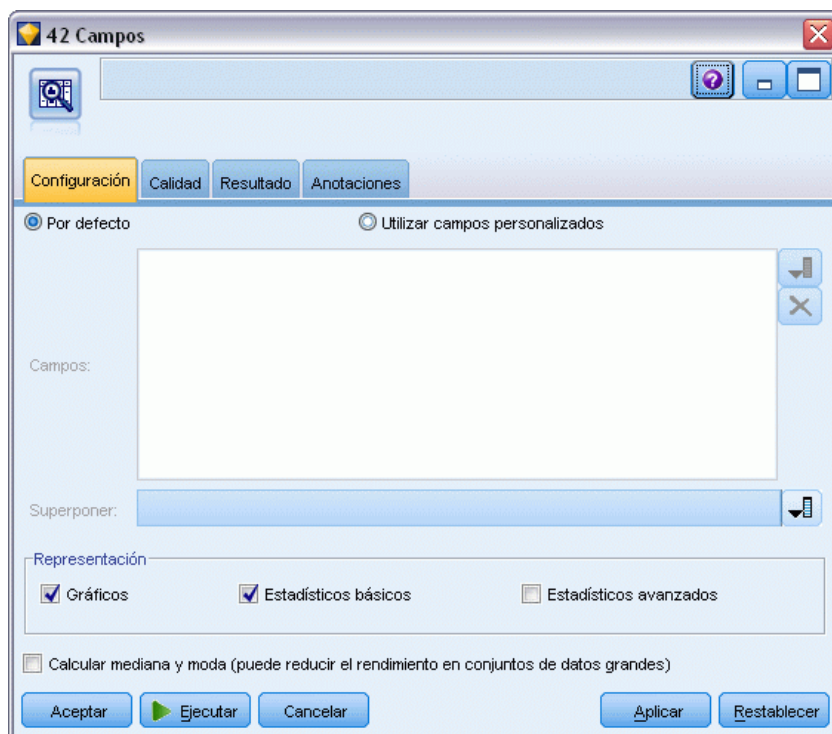 42 Campos
Configuración
Calidad
Resultado
Anotaciones
Por defecto
Utilizar campos personalizados
Campos:
Superponer:
Representación
Gráficos
Estadísticos básicos
Estadísticos avanzados
Calcular mediana y moda (puede reducir el rendimiento en conjuntos de datos grandes)
Aceptar
Ejecutar
Cancelar
Aplicar
Restablecer